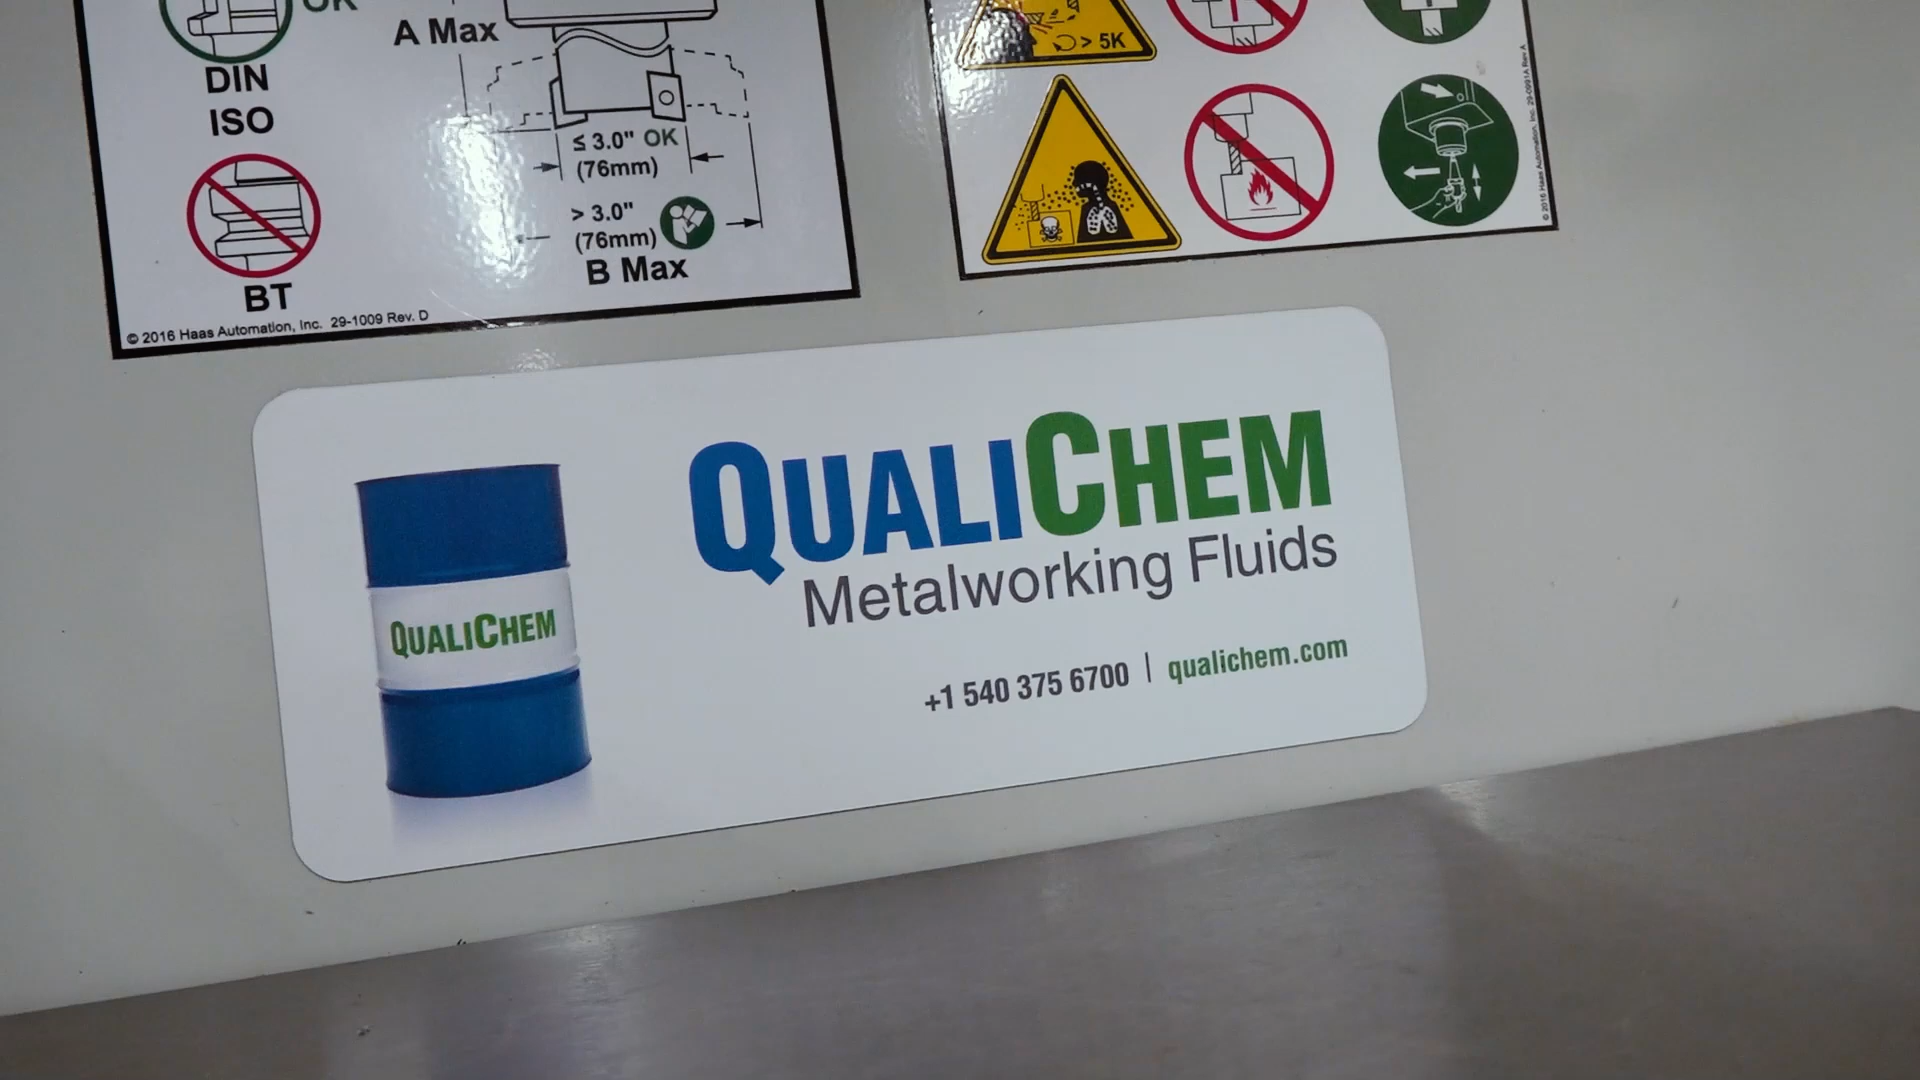 OK
DIN
ISO
BT
© 2016 Haas Automation, Inc. 29-1009 Rev. D
A Max
≤ 3.0" OK
(76mm)
> 3.0"
(76mm)
B Max
> 5K
© 2016 Haas Automation, Inc. 29-0991A Rev A
QUALICHEM
QUALICHEM
Metalworking Fluids
+1 540 375 6700 | qualichem.com